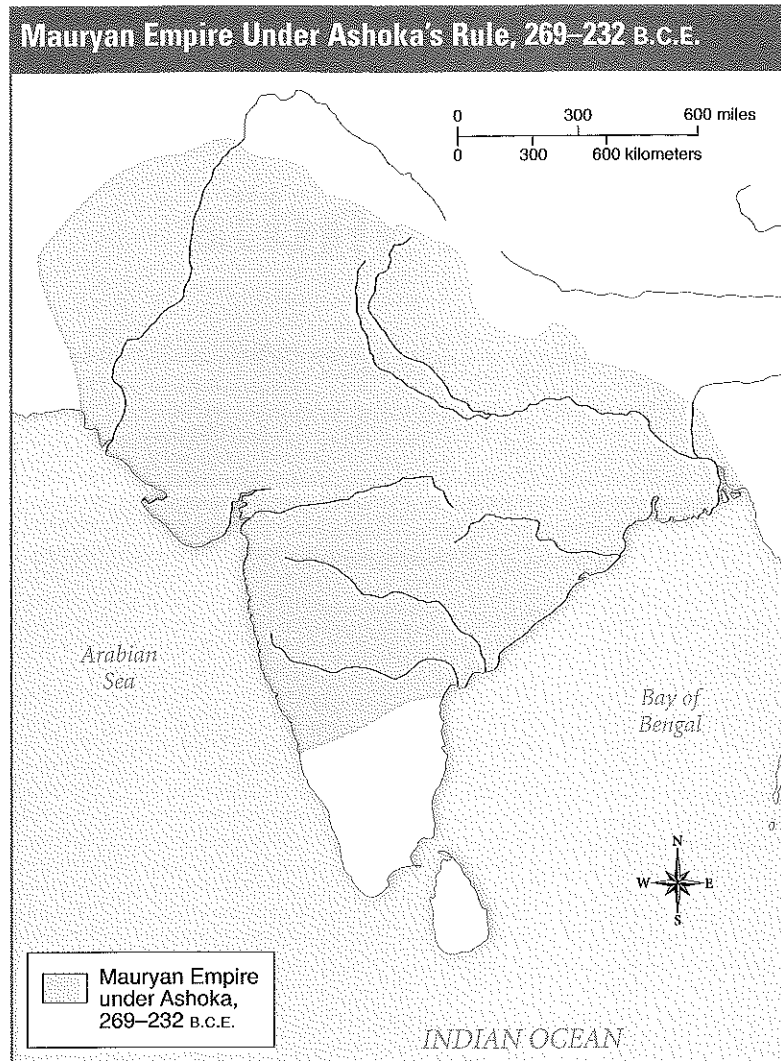 Mauryan Empire Under Ashoka's Rule, 269–232 B.C.E.
0 300 600 miles
0 300 600 kilometers
Arabian
Sea
Bay of
Bengal
N
W E
S
Mauryan Empire
under Ashoka,
269–232 B.C.E.
INDIAN OCEAN